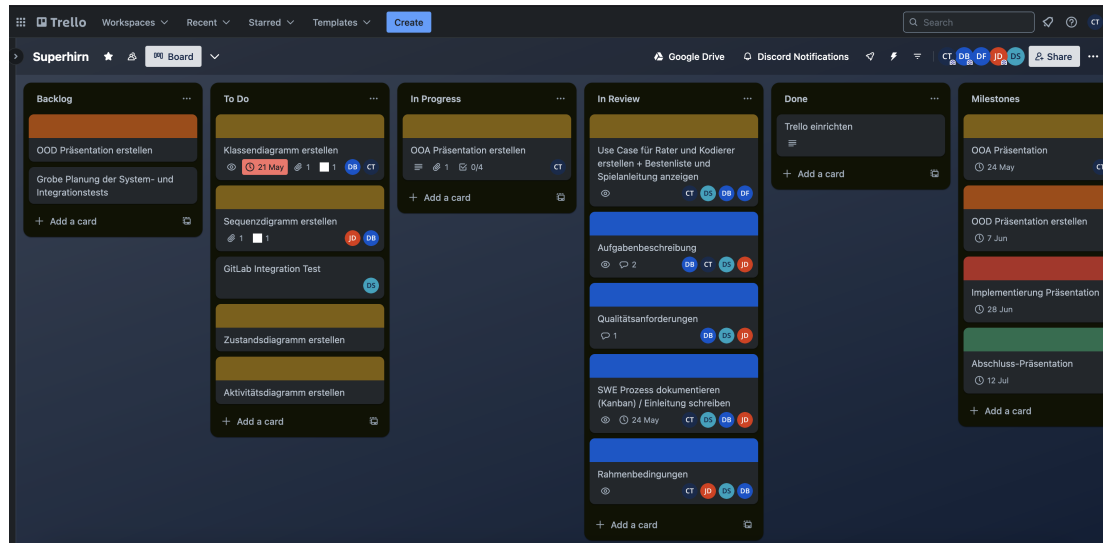 Trello Workspaces Recent Starred Templates Create Search CT
Superhirn Board Google Drive Discord Notifications CT DB DF JD DS Share
Backlog
OOD Präsentation erstellen
Grobe Planung der System- und
Integrationstests
Add a card
To Do
Klassendiagramm erstellen
21 May 1 1 DB CT
Sequenzdigramm erstellen
1 1 JD DB
GitLab Integration Test
DS
Zustandsdiagramm erstellen
Aktivitätsdiagramm erstellen
Add a card
In Progress
OOA Präsentation erstellen
1 0/4 CT
Add a card
In Review
Use Case für Rater und Kodierer
erstellen + Bestenliste und
Spielanleitung anzeigen
CT DS DB DF
Aufgabenbeschreibung
2 DB CT DS JD
Qualitätsanforderungen
1 DB DS JD
SWE Prozess dokumentieren
(Kanban) / Einleitung schreiben
24 May CT DS DB JD
Rahmenbedingungen
CT JD DS DB
Add a card
Done
Trello einrichten
Add a card
Milestones
OOA Präsentation
24 May
OOD Präsentation erstellen
7 Jun
Implementierung Präsentation
28 Jun
Abschluss-Präsentation
12 Jul
Add a card